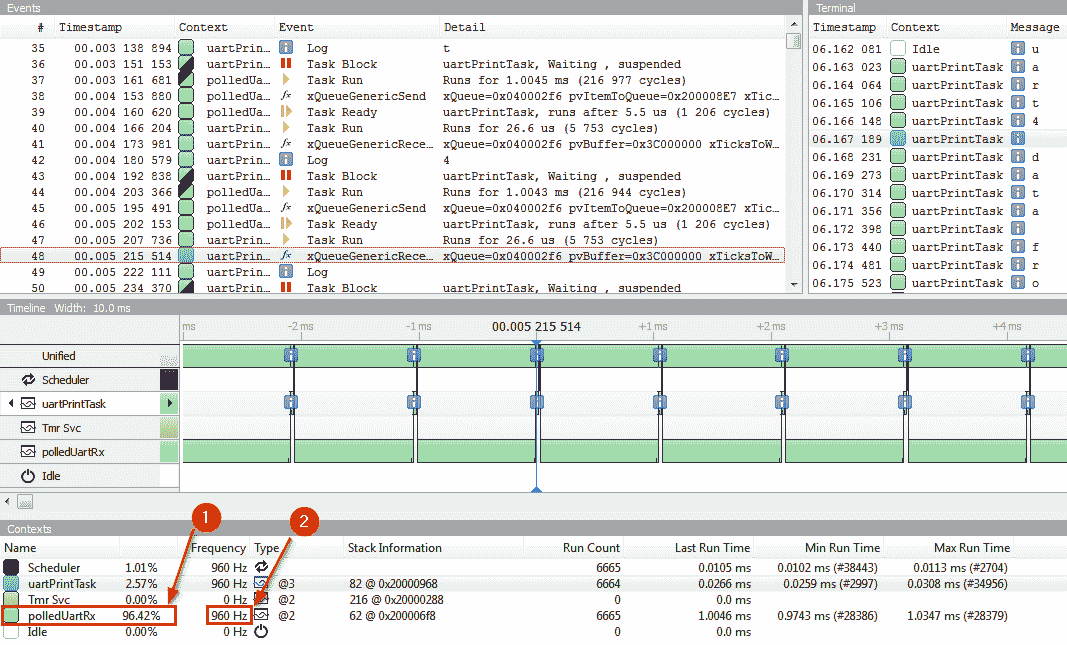 Events
# Timestamp Context Event Detail
35 00.003 138 894 uartPrin… Log t
36 00.003 151 153 uartPrin… Task Block uartPrintTask, Waiting , suspended
37 00.003 161 681 polledUa… Task Run Runs for 1.0045 ms (216 977 cycles)
38 00.004 153 880 polledUa… fx xQueueGenericSend xQueue=0x040002f6 pvItemToQueue=0x200008E7 xTic…
39 00.004 160 620 polledUa… Task Ready uartPrintTask, runs after 5.5 us (1 206 cycles)
40 00.004 166 204 uartPrin… Task Run Runs for 26.6 us (5 753 cycles)
41 00.004 173 981 uartPrin… fx xQueueGenericRece… xQueue=0x040002f6 pvBuffer=0x3C000000 xTicksToW…
42 00.004 180 579 uartPrin… Log 4
43 00.004 192 838 uartPrin… Task Block uartPrintTask, Waiting , suspended
44 00.004 203 366 polledUa… Task Run Runs for 1.0043 ms (216 944 cycles)
45 00.005 195 491 polledUa… fx xQueueGenericSend xQueue=0x040002f6 pvItemToQueue=0x200008E7 xTic…
46 00.005 202 153 polledUa… Task Ready uartPrintTask, runs after 5.5 us (1 206 cycles)
47 00.005 207 736 uartPrin… Task Run Runs for 26.6 us (5 753 cycles)
48 00.005 215 514 uartPrin… fx xQueueGenericRece… xQueue=0x040002f6 pvBuffer=0x3C000000 xTicksToW…
49 00.005 222 111 uartPrin… Log
50 00.005 234 370 uartPrin… Task Block uartPrintTask, Waiting , suspended
Terminal
Timestamp Context Message
06.162 081 Idle u
06.163 023 uartPrintTask a
06.164 064 uartPrintTask r
06.165 106 uartPrintTask t
06.166 148 uartPrintTask 4
06.167 189 uartPrintTask
06.168 231 uartPrintTask d
06.169 273 uartPrintTask a
06.170 314 uartPrintTask t
06.171 356 uartPrintTask a
06.172 398 uartPrintTask
06.173 440 uartPrintTask f
06.174 481 uartPrintTask r
06.175 523 uartPrintTask o
Timeline Width: 10.0 ms
ms -2 ms -1 ms 00.005 215 514 +1 ms +2 ms +3 ms +4 ms
Unified
Scheduler
uartPrintTask
Tmr Svc
polledUartRx
Idle
1 2
Contexts
Name Frequency Type Stack Information Run Count Last Run Time Min Run Time Max Run Time
Scheduler 1.01% 960 Hz 6665 0.0105 ms 0.0102 ms (#38443) 0.0113 ms (#2704)
uartPrintTask 2.57% 960 Hz @3 82 @ 0x20000968 6664 0.0266 ms 0.0259 ms (#2997) 0.0308 ms (#34956)
Tmr Svc 0.00% 0 Hz @2 216 @ 0x20000288 0 0.0 ms
polledUartRx 96.42% 960 Hz @2 62 @ 0x200006f8 6665 1.0046 ms 0.9743 ms (#28386) 1.0347 ms (#28379)
Idle 0.00% 0 Hz 0 0.0 ms